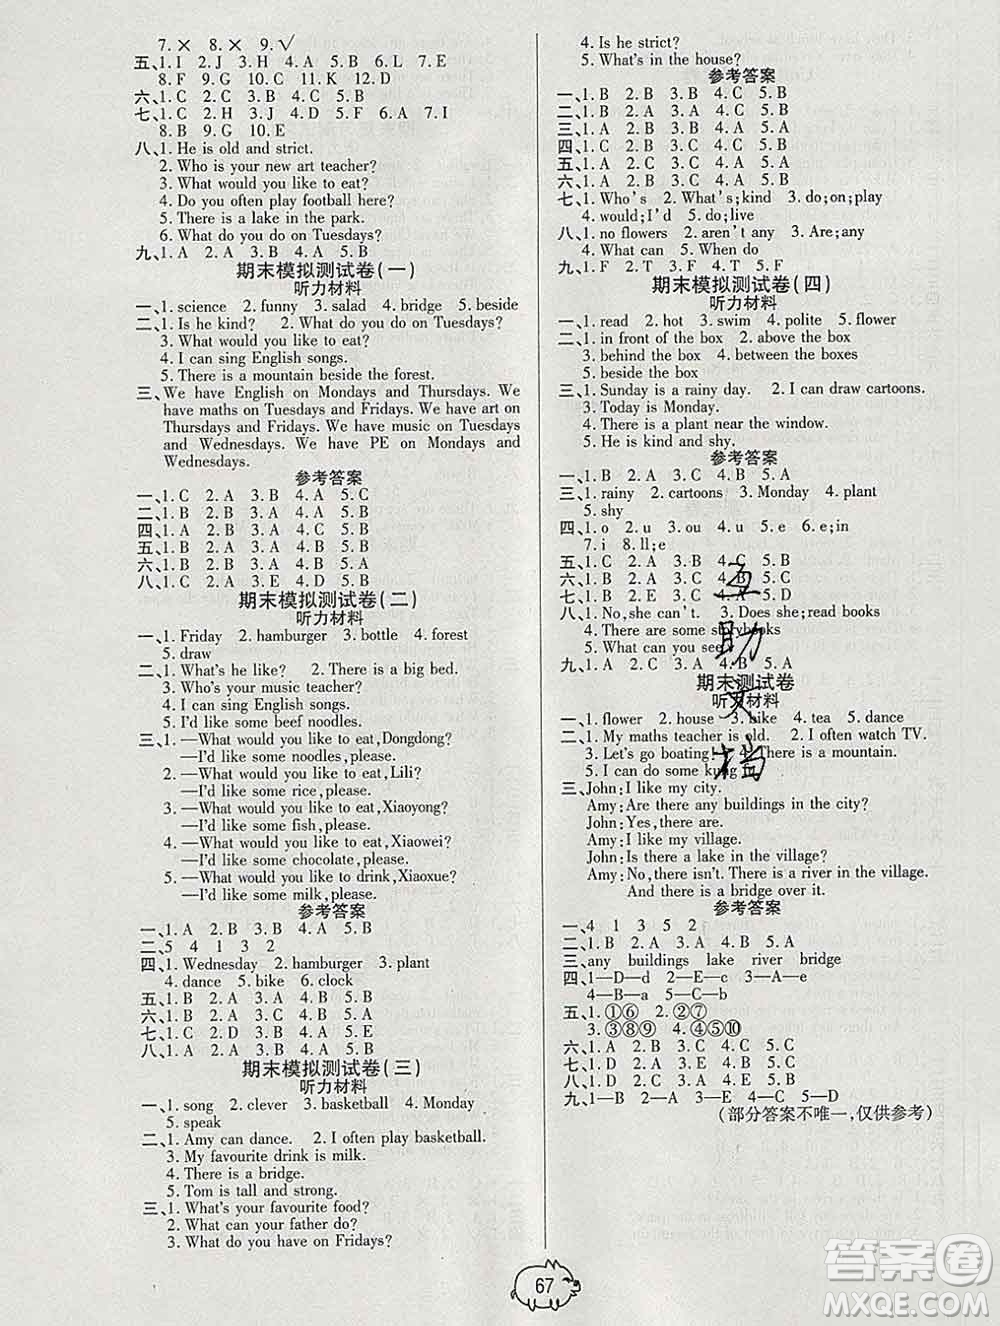 7. × 8. × 9. √
五、1. I 2. J 3. H 4. A 5. L 6. B 7. E
8. F 9. G 10. C 11. K 12. D
六、1. C 2. A 3. C 4. C 5. B
七、1. C 2. H 3. J 4. D 5. F 6. A 7. I
8. B 9. G 10. E
八、1. He is old and strict.
2. Who is your new art teacher?
3. What would you like to eat?
4. Do you often play football here?
5. There is a lake in the park.
6. What do you do on Tuesdays?
九、1. A 2. A 3. B 4. A 5. B
期末模拟测试卷(一)
听力材料
一、1. science 2. funny 3. salad 4. bridge 5. beside
二、1. Is he kind? 2. What do you do on Tuesdays?
3. What would you like?
4. I can sing English songs.
5. There is a mountain beside the forest.
三、We have English on Mondays and Thursdays. We
have maths on Tuesdays and Fridays. We have art on
Thursdays and Fridays. We have music on Tuesdays
and Wednesdays. We have PE on Mondays and
Wednesdays.
参考答案
一、1. C 2. A 3. B 4. A 5. C
二、1. B 2. A 3. B 4. A 5. B
四、1. A 2. A 3. B 4. C 5. A
五、1. B 2. C 3. B 4. A 5. B
六、1. B 2. A 3. B 4. B 5. A
八、1. C 2. A 3. E 4. D 5. B
期末模拟测试卷(二)
听力材料
一、1. Friday 2. hamburger 3. bottle 4. forest
5. draw
二、1. What's he like? 2. There is a big bed.
3. Who's your music teacher?
4. I can sing English songs.
5. I'd like some beef noodles.
三、1. —What would you like to eat, Dongdong?
—I'd like some noodles, please.
2. —What would you like to eat, Lili?
—I'd like some rice, please.
3. —What would you like to eat, Xiaoyong?
—I'd like some fish, please.
4. —What would you like to eat, Xiaowei?
—I'd like some chocolate, please.
5. —What would you like to drink, Xiaoxue?
—I'd like some milk, please.
参考答案
一、1. A 2. B 3. B 4. A 5. B
二、5 4 1 3 2
四、1. Wednesday 2. hamburger 3. plant
4. dance 5. bike 6. clock
五、1. B 2. A 3. A 4. A 5. B
六、1. A 2. B 3. C 4. B 5. B
七、1. C 2. D 3. B 4. A 5. E
八、1. A 2. A 3. B 4. A 5. B
期末模拟测试卷(三)
听力材料
一、1. song 2. clever 3. basketball 4. Monday
5. speak
二、1. Amy can dance. 2. I often play basketball.
3. My favourite drink is milk.
4. There is a bridge.
5. Tom is tall and strong.
三、1. What's your favourite food?
2. What can your father do?
3. What do you have on Fridays?
4. Is he strict?
5. What's in the house?
参考答案
一、1. B 2. B 3. B 4. C 5. B
二、1. B 2. A 3. B 4. A 5. B
三、1. A 2. B 3. A 4. B 5. A
四、1. C 2. B 3. B 4. B 5. C
五、1. A 2. C 3. B 4. C 5. A
六、1. A 2. B 3. A 4. C 5. B
七、1. Who's 2. What's;kind 3. do;on;play
4. would;I'd 5. do;live
八、1. no flowers 2. aren't any 3. Are;any
4. What can 5. When do
九、1. F 2. T 3. F 4. T 5. F
期末模拟测试卷(四)
听力材料
一、1. read 2. hot 3. swim 4. polite 5. flower
二、1. in front of the box 2. above the box
3. behind the box 4. between the boxes
5. beside the box
三、1. Sunday is a rainy day. 2. I can draw cartoons.
3. Today is Monday.
4. There is a plant near the window.
5. He is kind and shy.
参考答案
一、1. B 2. A 3. C 4. B 5. A
三、1. rainy 2. cartoons 3. Monday 4. plant
5. shy
四、1. o 2. u 3. ou 4. u 5. e 6. e;in
7. i 8. ll;e
五、1. C 2. C 3. B 4. C 5. B
六、1. C 2. C 3. C 4. B 5. B
七、1. B 2. E 3. C 4. A 5. D
八、1. No,she can't. 3. Does she;read books
4. There are some storybooks
5. What can you see
九、1. A 2. B 3. A 4. B 5. A
期末测试卷
听力材料
一、1. flower 2. house 3. bike 4. tea 5. dance
二、1. My maths teacher is old. 2. I often watch TV.
3. Let's go boating! 4. There is a mountain.
5. I can do some kung fu.
三、John:I like my city.
Amy:Are there any buildings in the city?
John:Yes,there are.
Amy:I like my village.
John:Is there a lake in the village?
Amy:No,there isn't. There is a river in the village.
And there is a bridge over it.
参考答案
一、4 1 3 5 2
二、1. B 2. A 3. A 4. B 5. A
三、any buildings lake river bridge
四、1—D—d 2—E—c 3—A—e
4—B—a 5—C—b
五、1. ①⑥ 2. ②⑦
3. ③⑧⑨ 4. ④⑤⑩
六、1. A 2. B 3. C 4. B 5. C
七、1. D 2. A 3. E 4. B 5. C
八、1. D 2. C 3. A 4. E 5. B
九、1—B 2—A 3—E 4—C 5—D
(部分答案不唯一,仅供参考)
互
助
文
档
67
答案圈
MXQE.COM